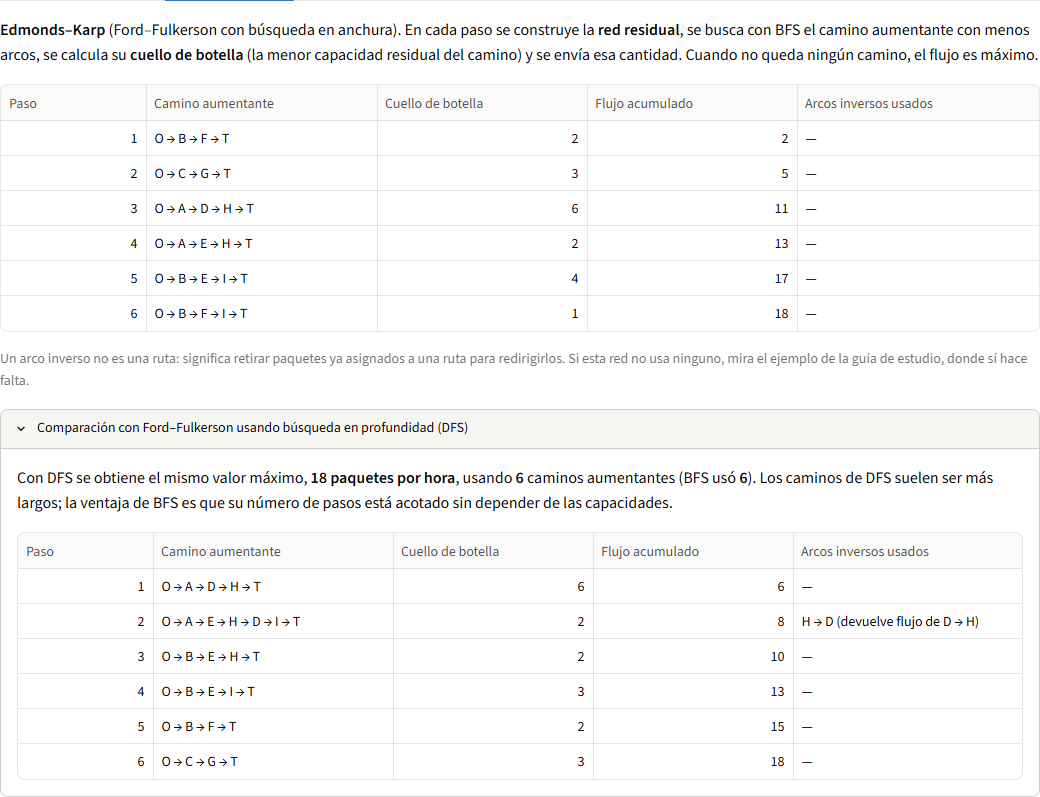 Edmonds–Karp (Ford–Fulkerson con búsqueda en anchura). En cada paso se construye la red residual, se busca con BFS el camino aumentante con menos
arcos, se calcula su cuello de botella (la menor capacidad residual del camino) y se envía esa cantidad. Cuando no queda ningún camino, el flujo es máximo.
Paso Camino aumentante Cuello de botella Flujo acumulado Arcos inversos usados
1 O → B → F → T 2 2 —
2 O → C → G → T 3 5 —
3 O → A → D → H → T 6 11 —
4 O → A → E → H → T 2 13 —
5 O → B → E → I → T 4 17 —
6 O → B → F → I → T 1 18 —
Un arco inverso no es una ruta: significa retirar paquetes ya asignados a una ruta para redirigirlos. Si esta red no usa ninguno, mira el ejemplo de la guía de estudio, donde sí hace
falta.
Comparación con Ford–Fulkerson usando búsqueda en profundidad (DFS)
Con DFS se obtiene el mismo valor máximo, 18 paquetes por hora, usando 6 caminos aumentantes (BFS usó 6). Los caminos de DFS suelen ser más
largos; la ventaja de BFS es que su número de pasos está acotado sin depender de las capacidades.
Paso Camino aumentante Cuello de botella Flujo acumulado Arcos inversos usados
1 O → A → D → H → T 6 6 —
2 O → A → E → H → D → I → T 2 8 H → D (devuelve flujo de D → H)
3 O → B → E → H → T 2 10 —
4 O → B → E → I → T 3 13 —
5 O → B → F → T 2 15 —
6 O → C → G → T 3 18 —